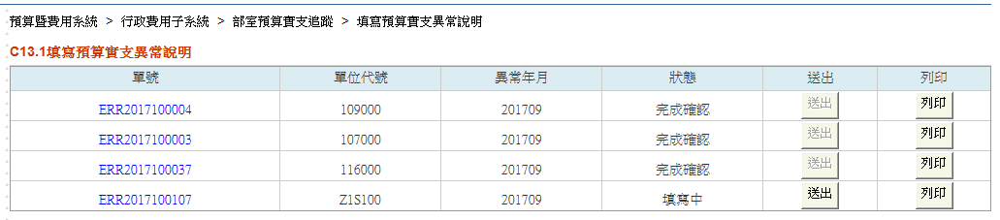 預算暨費用系統 > 行政費用子系統 > 部室預算實支追蹤 > 填寫預算實支異常說明
C13.1填寫預算實支異常說明
單號 單位代號 異常年月 狀態 送出 列印
ERR2017100004 109000 201709 完成確認 送出 列印
ERR2017100003 107000 201709 完成確認 送出 列印
ERR2017100037 116000 201709 完成確認 送出 列印
ERR2017100107 Z1S100 201709 填寫中 送出 列印